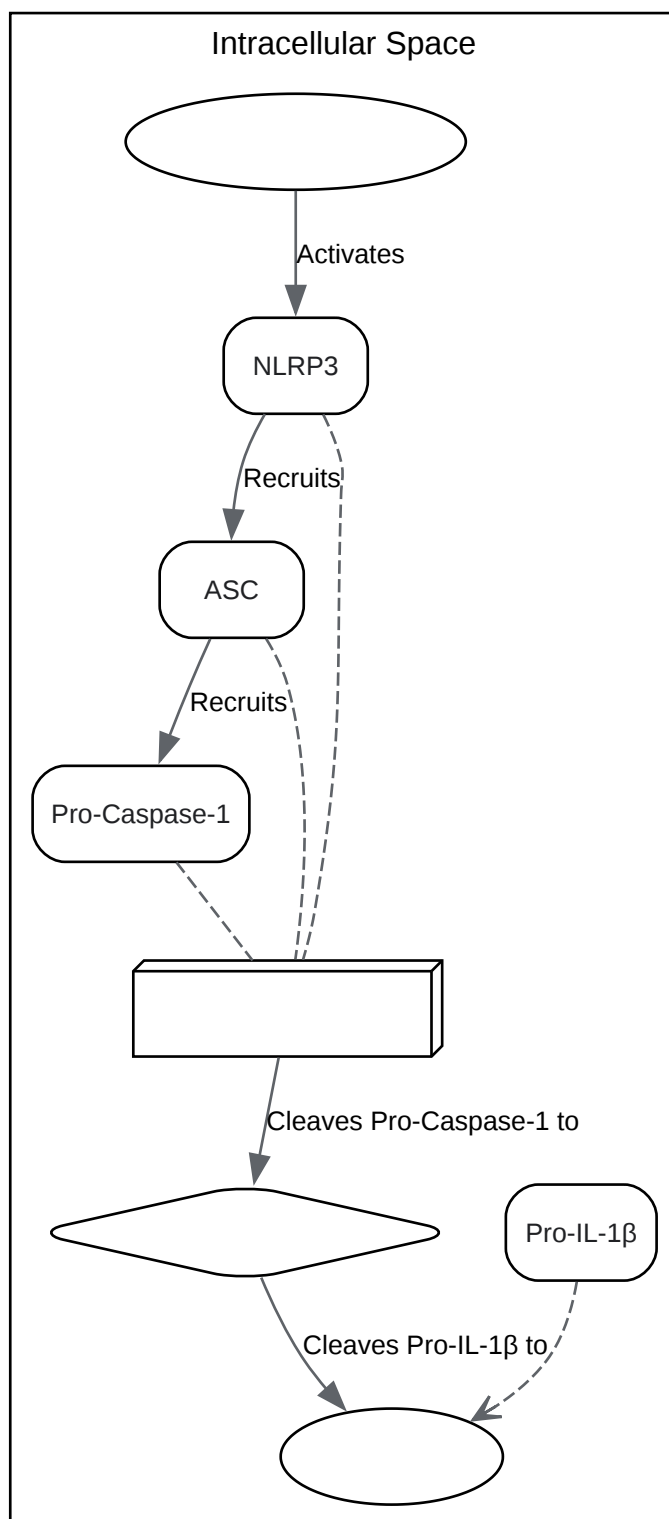 Intracellular Space
Activates
NLRP3
Recruits
ASC
Recruits
Pro-Caspase-1
Cleaves Pro-Caspase-1 to
Pro-IL-1β
Cleaves Pro-IL-1β to